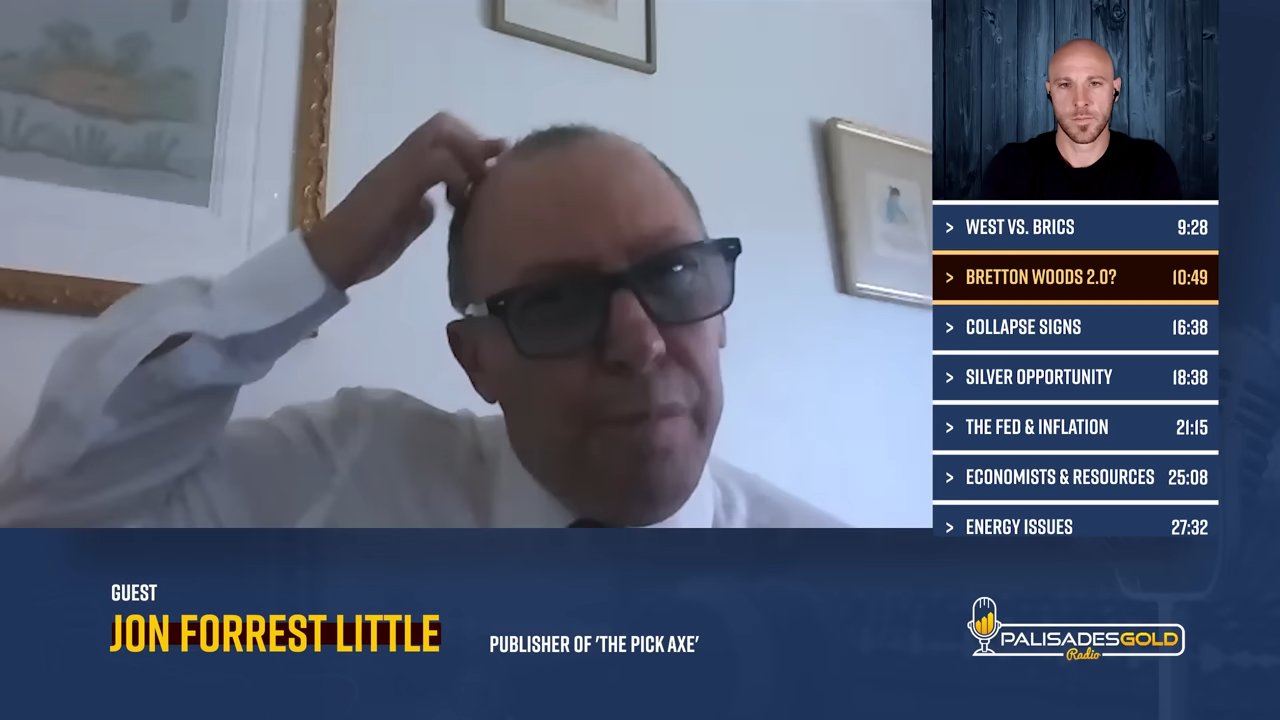 > WEST VS. BRICS 9:28
> BRETTON WOODS 2.0? 10:49
> COLLAPSE SIGNS 16:38
> SILVER OPPORTUNITY 18:38
> THE FED & INFLATION 21:15
> ECONOMISTS & RESOURCES 25:08
> ENERGY ISSUES 27:32
GUEST
JON FORREST LITTLE
PUBLISHER OF 'THE PICK AXE'
PALISADESGOLD
Radio